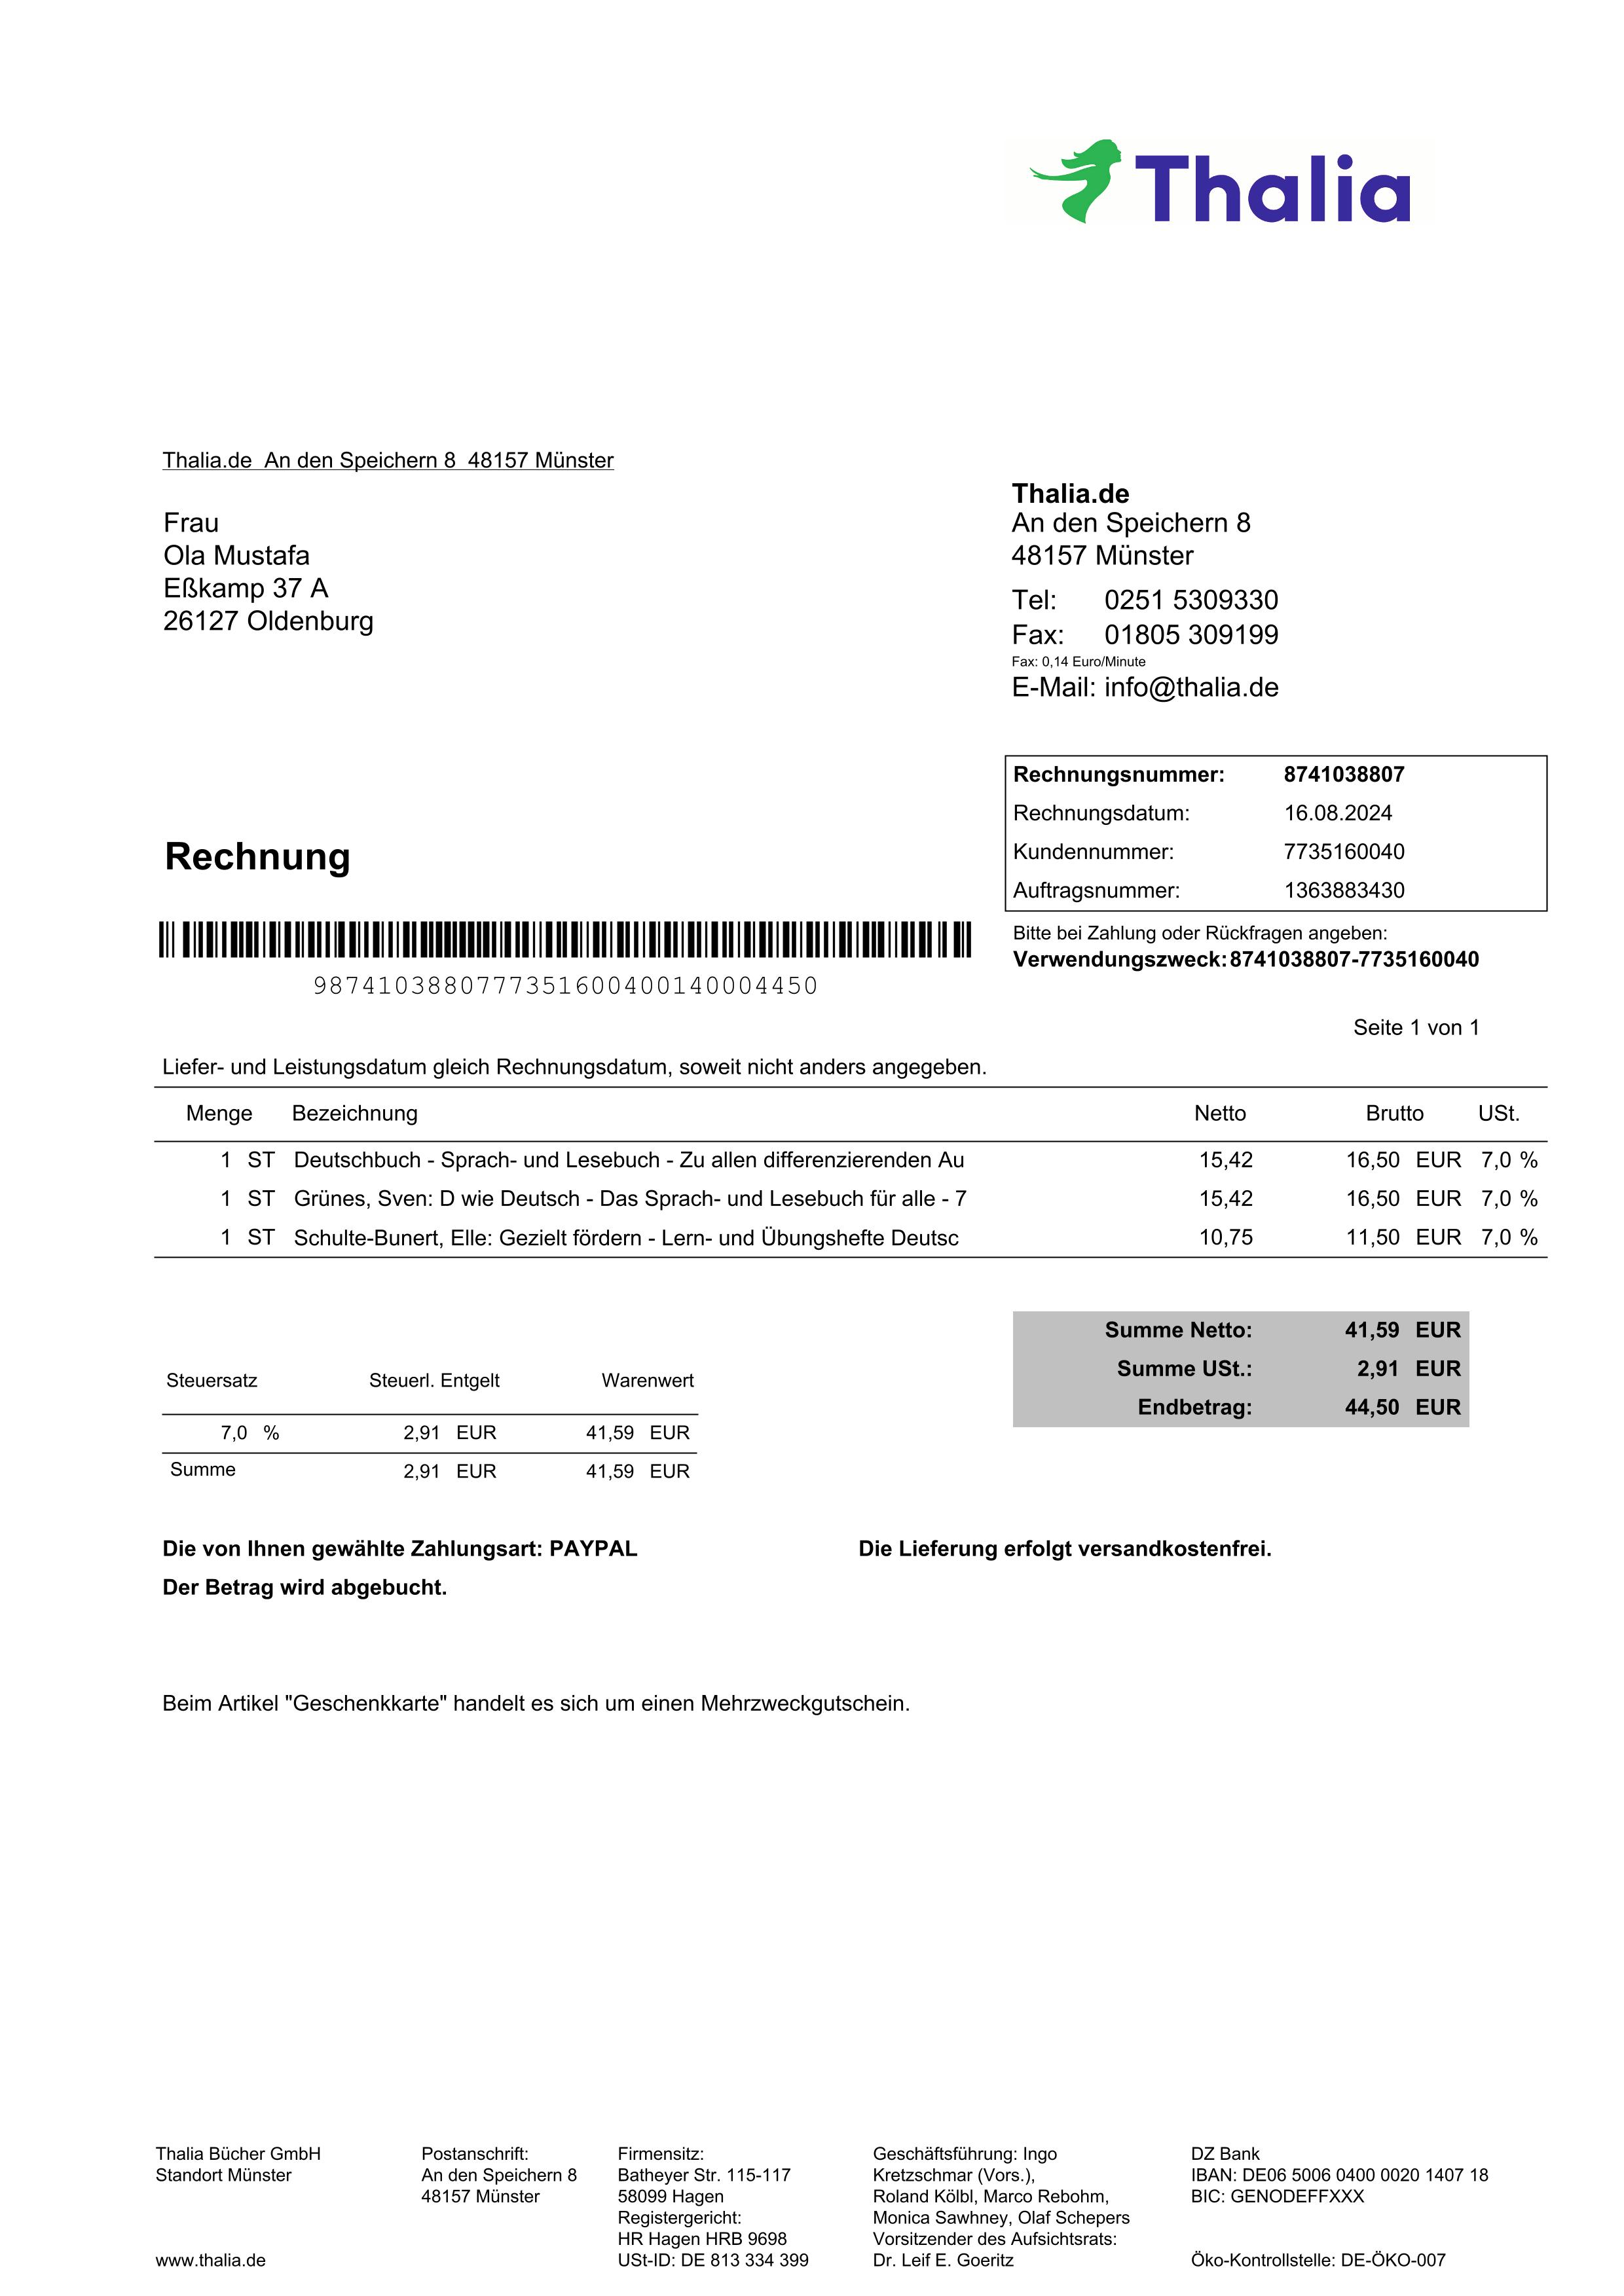 Thalia
Thalia.de An den Speichern 8 48157 Münster
Frau
Ola Mustafa
Eßkamp 37 A
26127 Oldenburg
Thalia.de
An den Speichern 8
48157 Münster
Tel: 0251 5309330
Fax: 01805 309199
Fax: 0,14 Euro/Minute
E-Mail: info@thalia.de
Rechnungsnummer: 8741038807
Rechnungsdatum: 16.08.2024
Kundennummer: 7735160040
Auftragsnummer: 1363883430
Rechnung
Bitte bei Zahlung oder Rückfragen angeben:
Verwendungszweck: 8741038807-7735160040
9874103880777351600400140004450
Seite 1 von 1
Liefer- und Leistungsdatum gleich Rechnungsdatum, soweit nicht anders angegeben.
Menge Bezeichnung Netto Brutto USt.
1 ST Deutschbuch - Sprach- und Lesebuch - Zu allen differenzierenden Au 15,42 16,50 EUR 7,0 %
1 ST Grünes, Sven: D wie Deutsch - Das Sprach- und Lesebuch für alle - 7 15,42 16,50 EUR 7,0 %
1 ST Schulte-Bunert, Elle: Gezielt fördern - Lern- und Übungshefte Deutsc 10,75 11,50 EUR 7,0 %
Summe Netto: 41,59 EUR
Summe USt.: 2,91 EUR
Endbetrag: 44,50 EUR
Steuersatz Steuerl. Entgelt Warenwert
7,0 % 2,91 EUR 41,59 EUR
Summe 2,91 EUR 41,59 EUR
Die von Ihnen gewählte Zahlungsart: PAYPAL Die Lieferung erfolgt versandkostenfrei.
Der Betrag wird abgebucht.
Beim Artikel "Geschenkkarte" handelt es sich um einen Mehrzweckgutschein.
Thalia Bücher GmbH
Standort Münster
www.thalia.de
Postanschrift:
An den Speichern 8
48157 Münster
Firmensitz:
Batheyer Str. 115-117
58099 Hagen
Registergericht:
HR Hagen HRB 9698
USt-ID: DE 813 334 399
Geschäftsführung: Ingo
Kretzschmar (Vors.),
Roland Kölbl, Marco Rebohm,
Monica Sawhney, Olaf Schepers
Vorsitzender des Aufsichtsrats:
Dr. Leif E. Goeritz
DZ Bank
IBAN: DE06 5006 0400 0020 1407 18
BIC: GENODEFFXXX
Öko-Kontrollstelle: DE-ÖKO-007